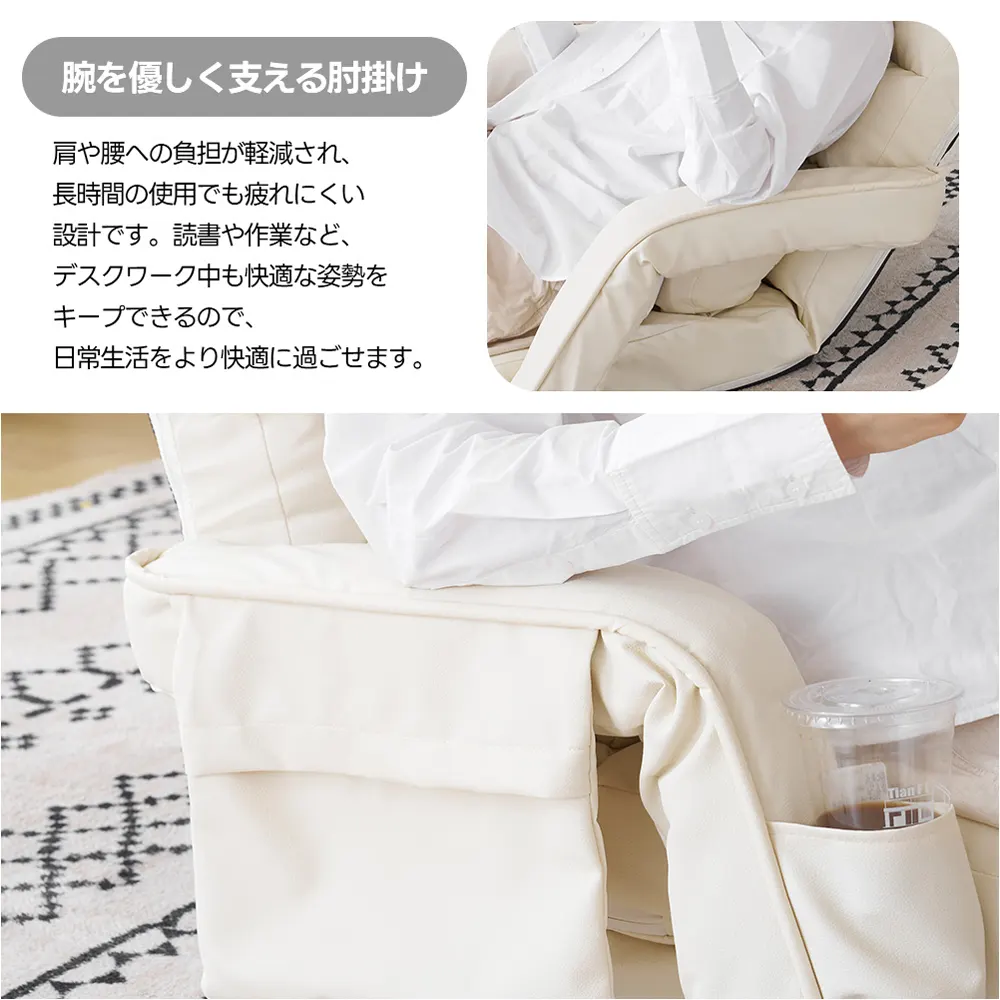 腕を優しく支える肘掛け
肩や腰への負担が軽減され、
長時間の使用でも疲れにくい
設計です。読書や作業など、
デスクワーク中も快適な姿勢を
キープできるので、
日常生活をより快適に過ごせます。
Tian